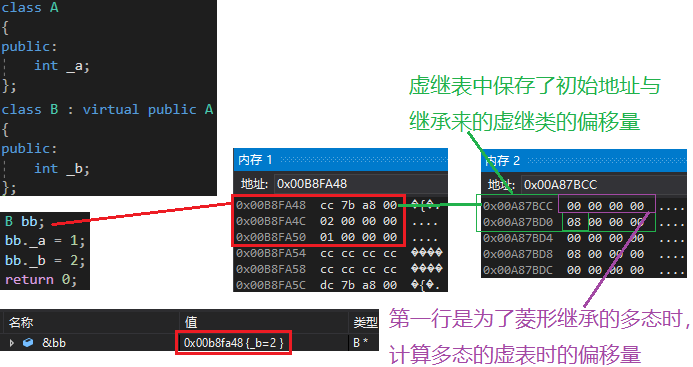 class A
{
public:
int _a;
};
class B : virtual public A
{
public:
int _b;
};
B bb;
bb._a = 1;
bb._b = 2;
return 0;
虚继表中保存了初始地址与
继承来的虚继类的偏移量
内存 1
地址: 0x00B8FA48
0x00B8FA48 cc 7b a8 00 �{�.
0x00B8FA4C 02 00 00 00 ....
0x00B8FA50 01 00 00 00 ....
0x00B8FA54 cc cc cc cc ����
0x00B8FA58 cc cc cc cc ����
0x00B8FA5C dc 7b a8 00 �{�.
内存 2
地址: 0x00A87BCC
0x00A87BCC 00 00 00 00 ....
0x00A87BD0 08 00 00 00 ....
0x00A87BD4 00 00 00 00 ....
0x00A87BD8 08 00 00 00 ....
0x00A87BDC 00 00 00 00 ....
第一行是为了菱形继承的多态时,
计算多态的虚表时的偏移量
名称 值 类型
&bb 0x00b8fa48 {_b=2 } B *